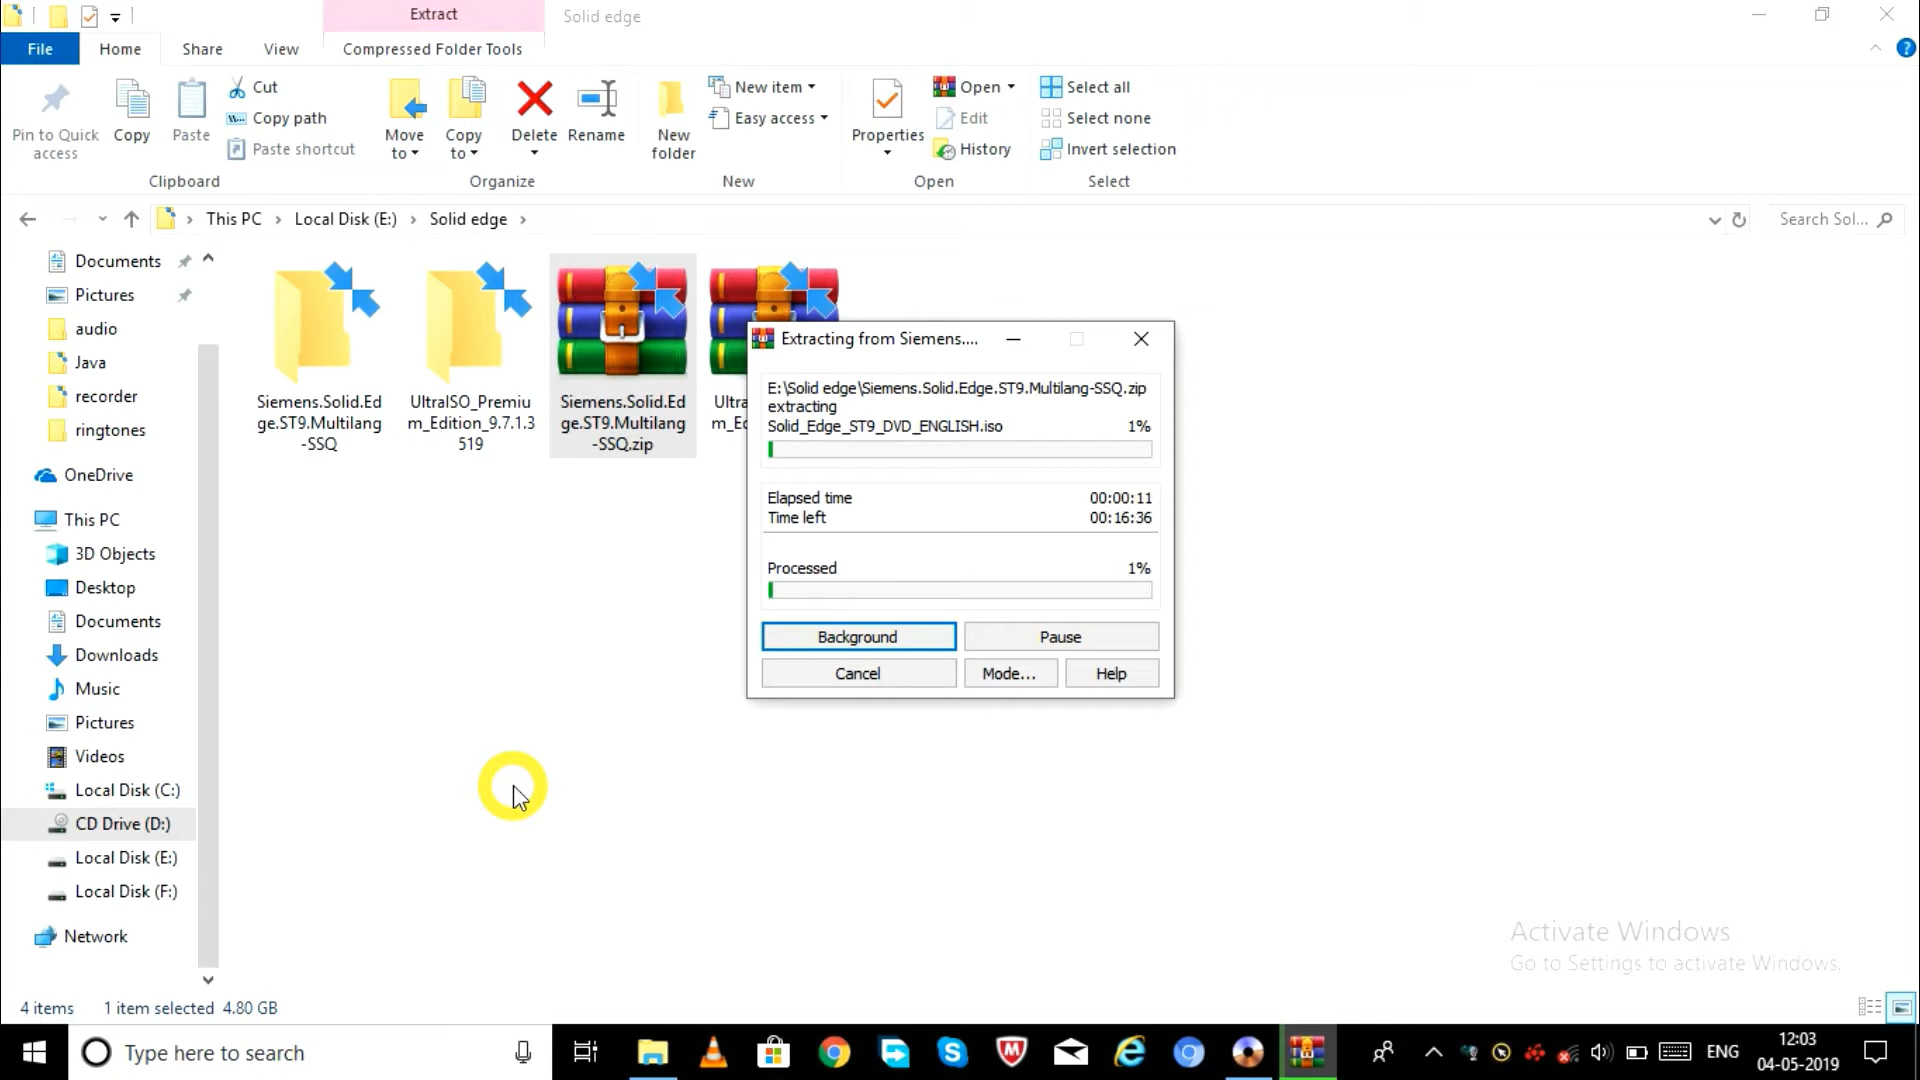 Extract
Solid edge
File
Home
Share
View
Compressed Folder Tools
Pin to Quick
access
Copy
Paste
Cut
Copy path
Paste shortcut
Move
to
Copy
to
Delete
Rename
New
folder
New item
Easy access
Properties
Open
Edit
History
Select all
Select none
Invert selection
Clipboard
Organize
New
Open
Select
This PC
Local Disk (E:)
Solid edge
Search Sol...
Documents
Pictures
audio
Java
recorder
ringtones
OneDrive
This PC
3D Objects
Desktop
Documents
Downloads
Music
Pictures
Videos
Local Disk (C:)
CD Drive (D:)
Local Disk (E:)
Local Disk (F:)
Network
Siemens.Solid.Ed
ge.ST9.Multilang
-SSQ
UltraISO_Premiu
m_Edition_9.7.1.3
519
Siemens.Solid.Ed
ge.ST9.Multilang
-SSQ.zip
Ultra
m_Ed
Extracting from Siemens....
E:\Solid edge\Siemens.Solid.Edge.ST9.Multilang-SSQ.zip
extracting
Solid_Edge_ST9_DVD_ENGLISH.iso 1%
Elapsed time 00:00:11
Time left 00:16:36
Processed 1%
Background
Pause
Cancel
Mode...
Help
Activate Windows
Go to Settings to activate Windows.
4 items 1 item selected 4.80 GB
Type here to search
ENG
12:03
04-05-2019